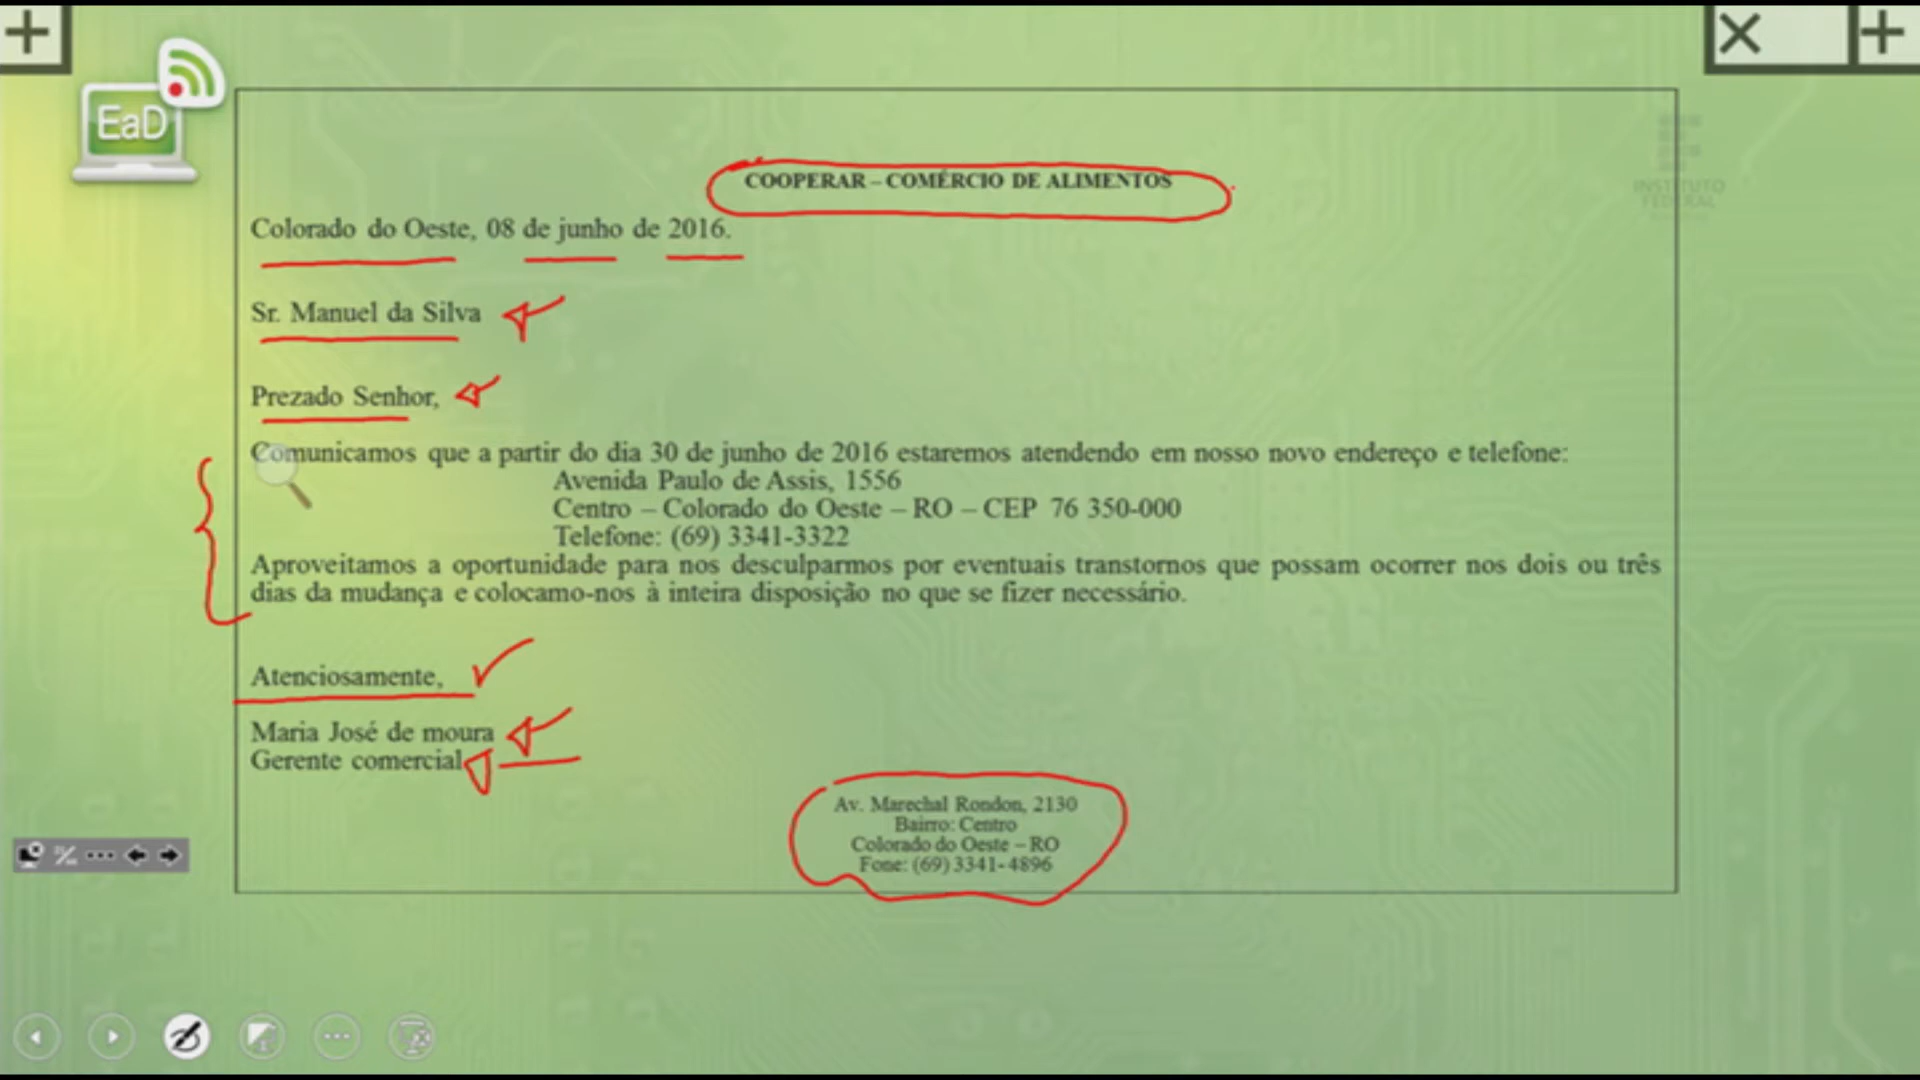 EaD
INSTITUTO
FEDERAL
COOPERAR – COMÉRCIO DE ALIMENTOS
Colorado do Oeste, 08 de junho de 2016.
Sr. Manuel da Silva
Prezado Senhor,
Comunicamos que a partir do dia 30 de junho de 2016 estaremos atendendo em nosso novo endereço e telefone:
Avenida Paulo de Assis, 1556
Centro – Colorado do Oeste – RO – CEP 76 350-000
Telefone: (69) 3341-3322
Aproveitamos a oportunidade para nos desculparmos por eventuais transtornos que possam ocorrer nos dois ou três
dias da mudança e colocamo-nos à inteira disposição no que se fizer necessário.
Atenciosamente,
Maria José de moura
Gerente comercial
Av. Marechal Rondon, 2130
Bairro: Centro
Colorado do Oeste – RO
Fone: (69) 3341-4896